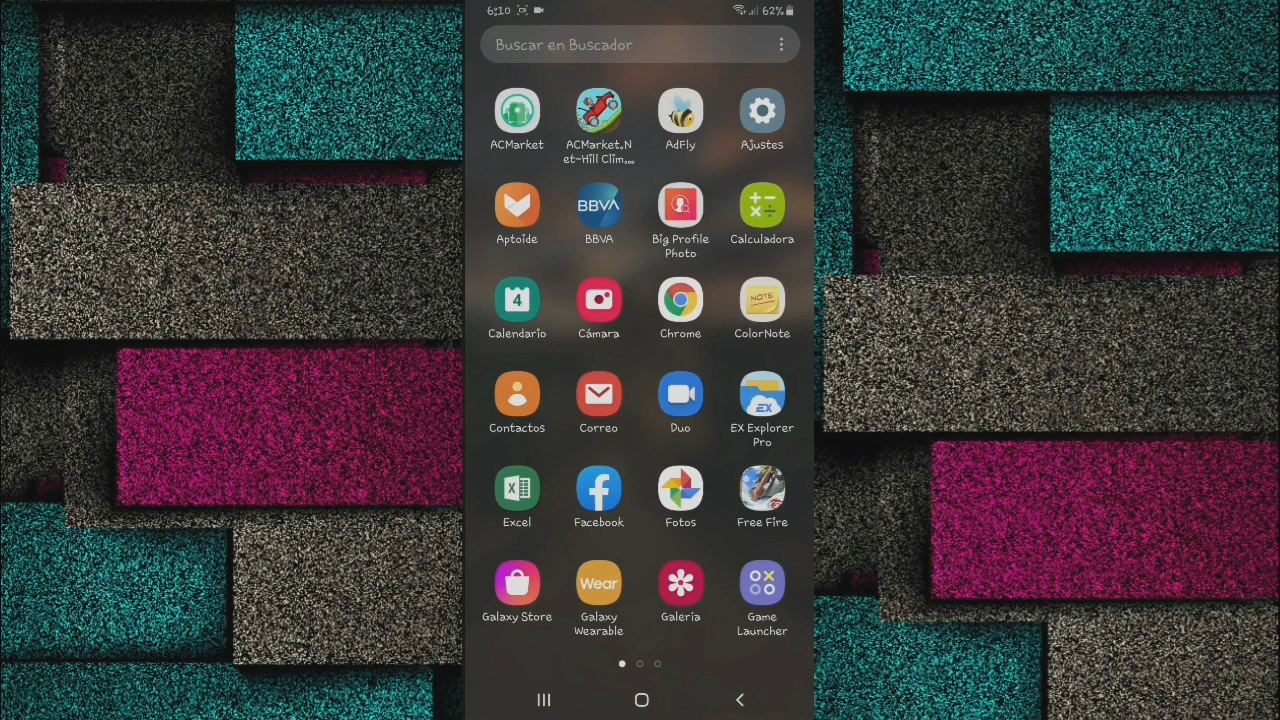 6:10
62%
Buscar en Buscador
ACMarket
ACMarket.N
et-Hill Clim...
AdFly
Ajustes
BBVA
Aptoide
BBVA
Big Profile
Photo
Calculadora
4
NOTE
Calendario
Cámara
Chrome
ColorNote
EX
Contactos
Correo
Duo
EX Explorer
Pro
X
Excel
Facebook
Fotos
Free Fire
Wear
Galaxy Store
Galaxy
Wearable
Galería
Game
Launcher